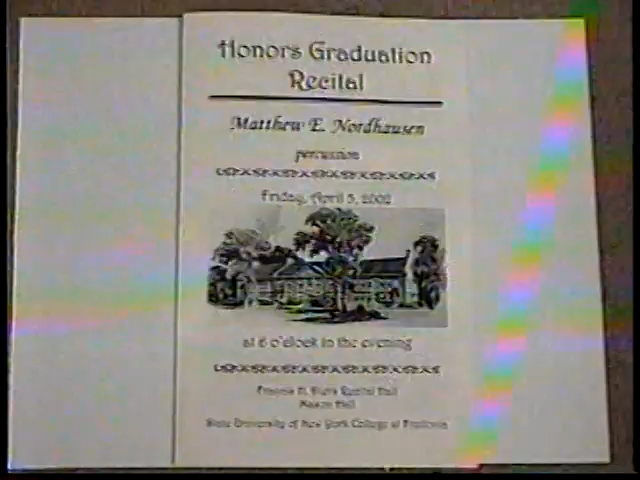 Honors Graduation
Recital
Matthew E. Nordhausen
percussion
Friday, April 5, 2002
at 8 o'clock in the evening
Recital Hall
Mason Hall
State University of New York College at Fredonia